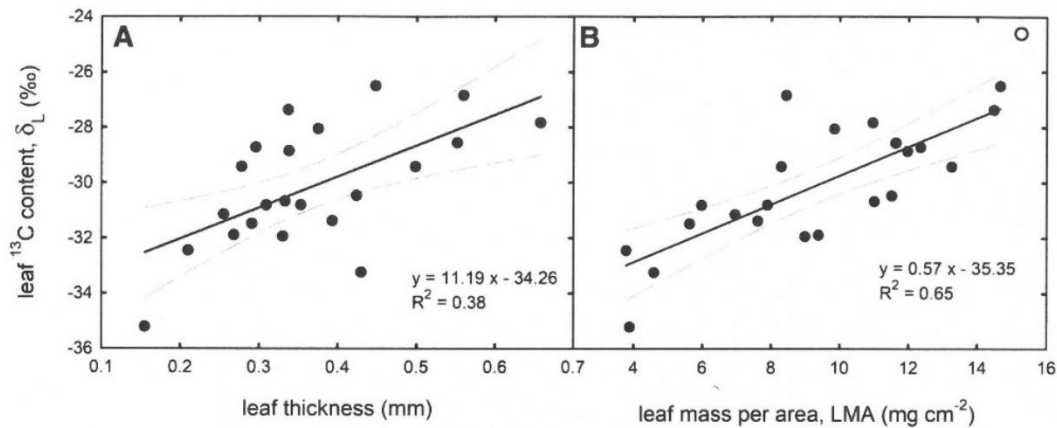 -24
-26
-28
-30
-32
-34
-36
leaf ¹³C content, δL (‰)
A
y = 11.19 x - 34.26
R² = 0.38
0.1 0.2 0.3 0.4 0.5 0.6 0.7
leaf thickness (mm)
B
y = 0.57 x - 35.35
R² = 0.65
4 6 8 10 12 14 16
leaf mass per area, LMA (mg cm⁻²)